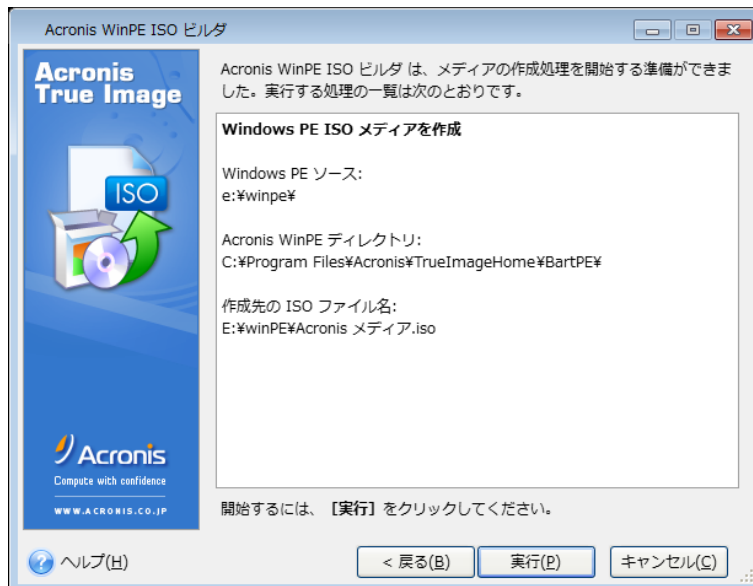 Acronis WinPE ISO ビルダ
Acronis
True Image
ISO
Acronis
Compute with confidence
WWW.ACRONIS.CO.JP
Acronis WinPE ISO ビルダ は、メディアの作成処理を開始する準備ができま
した。実行する処理の一覧は次のとおりです。
Windows PE ISO メディアを作成
Windows PE ソース:
e:¥winpe¥
Acronis WinPE ディレクトリ:
C:¥Program Files¥Acronis¥TrueImageHome¥BartPE¥
作成先の ISO ファイル名:
E:¥winPE¥Acronis メディア.iso
開始するには、 [実行] をクリックしてください。
? ヘルプ(H) < 戻る(B) 実行(P) キャンセル(C)